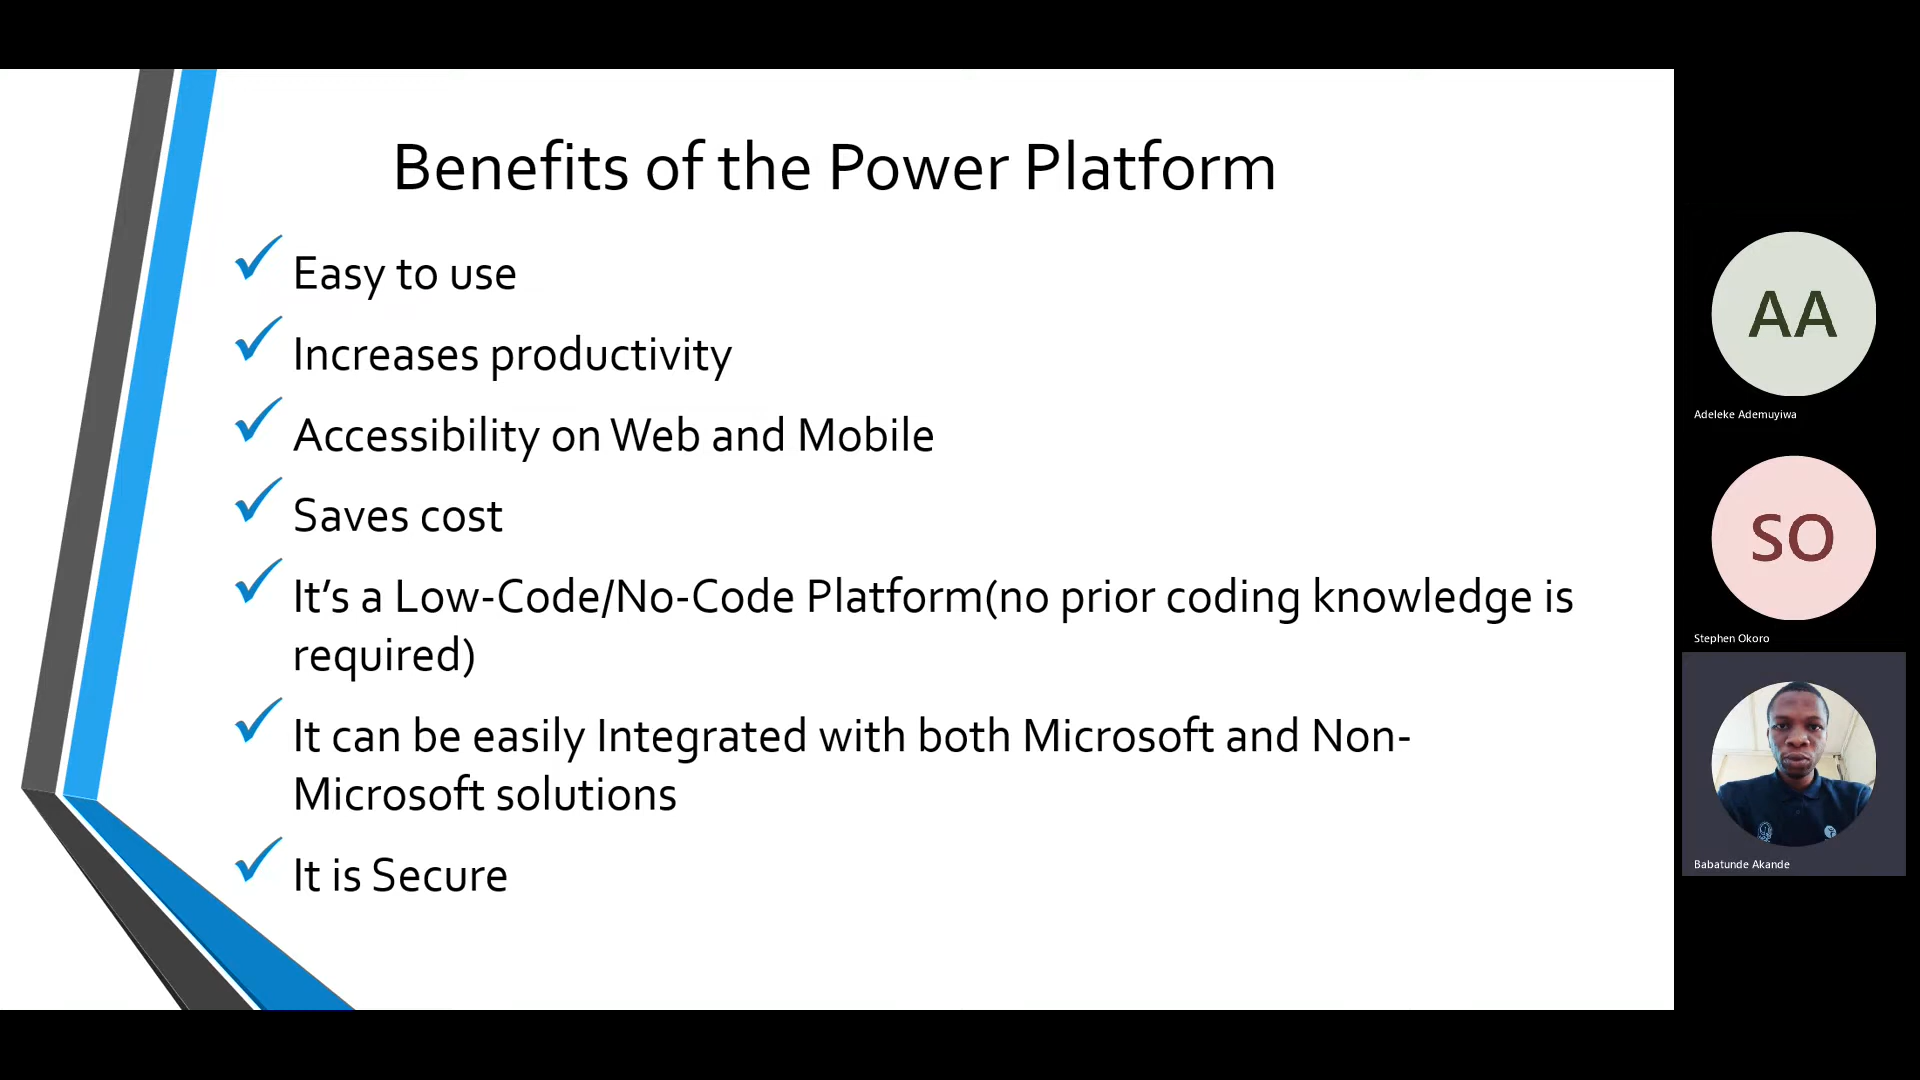 Benefits of the Power Platform
Easy to use
Increases productivity
Accessibility on Web and Mobile
Saves cost
It’s a Low-Code/No-Code Platform(no prior coding knowledge is
required)
It can be easily Integrated with both Microsoft and Non-
Microsoft solutions
It is Secure
AA
Adeleke Ademuyiwa
SO
Stephen Okoro
Babatunde Akande